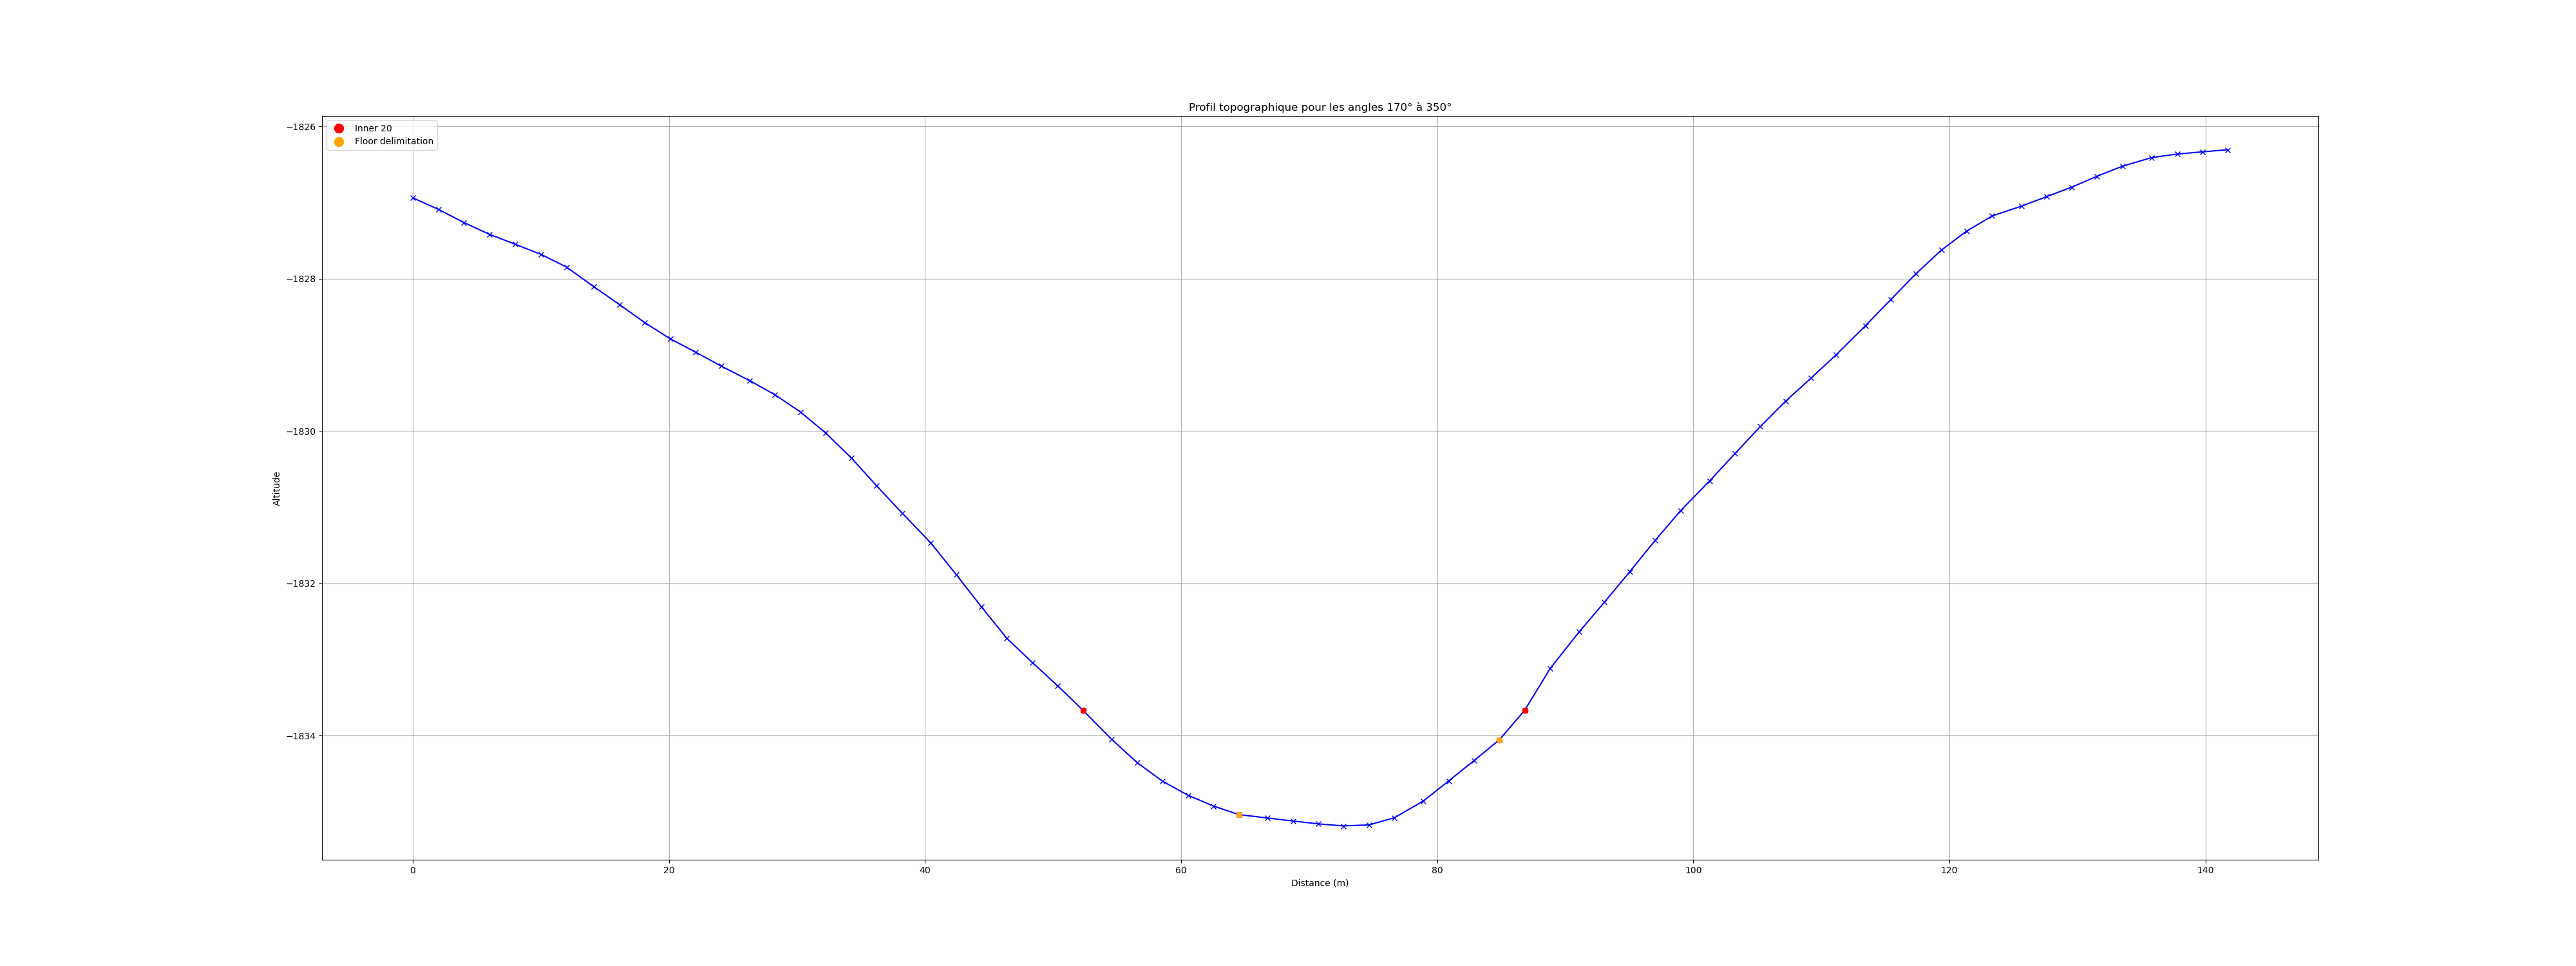 Profil topographique pour les angles 170° à 350°
Inner 20
Floor delimitation
−1826
−1828
−1830
−1832
−1834
Altitude
0 20 40 60 80 100 120 140
Distance (m)